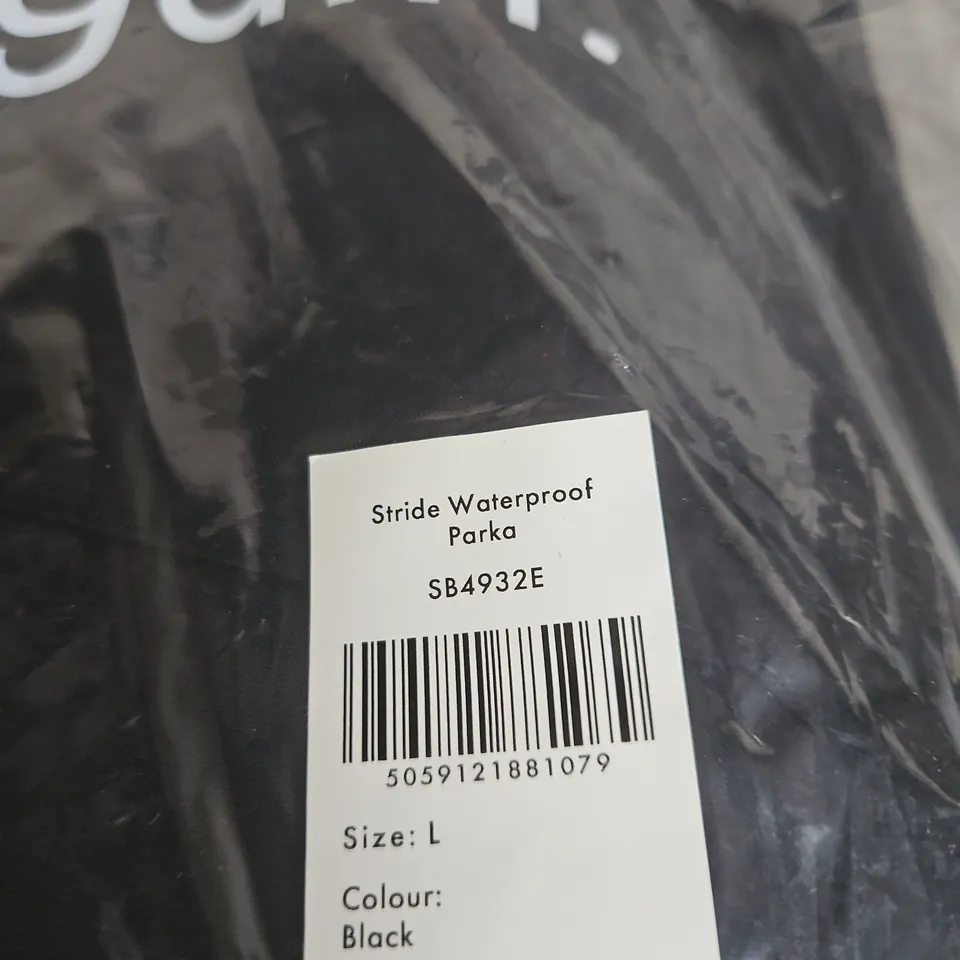 Stride Waterproof
Parka
SB4932E
5059121881079
Size: L
Colour:
Black